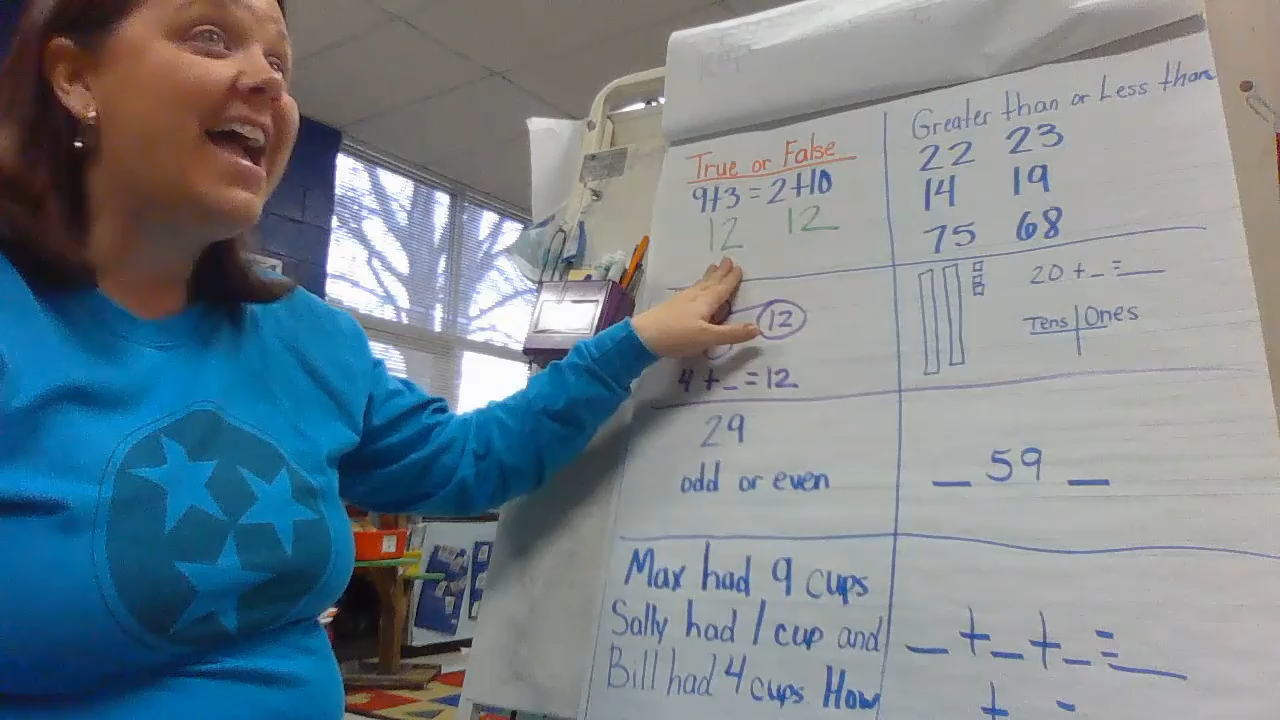 True or False
9+3=2+10
12 12
12
4 + _ = 12
29
odd or even
Max had 9 cups
Sally had 1 cup and
Bill had 4 cups How
Greater than or Less than
22 23
14 19
75 68
20 + _ = __
Tens Ones
_ 59 _
_ + _ + _ = __
+ =